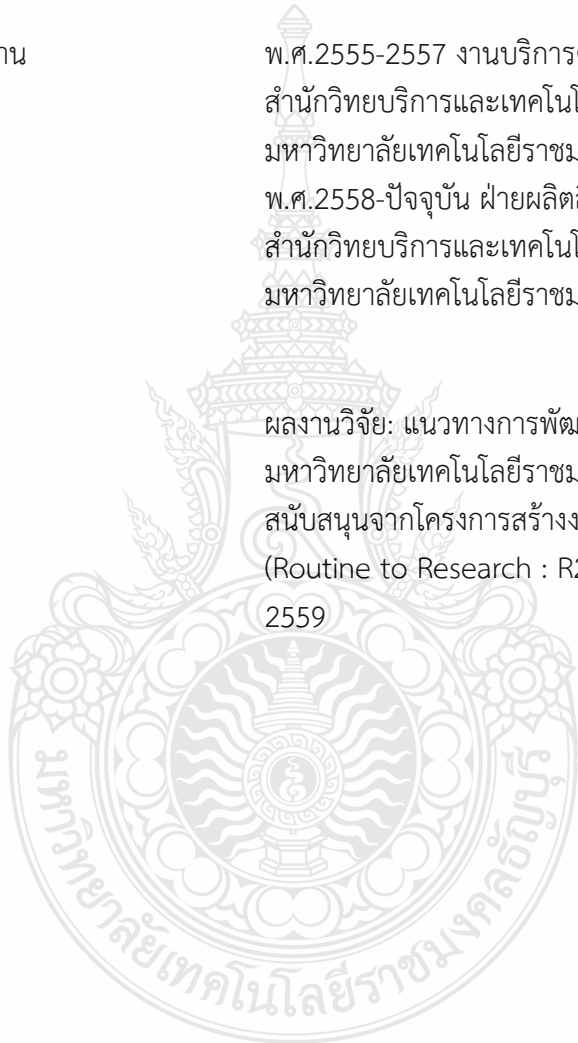 าน
พ.ศ.2555-2557 งานบริการ
สำนักวิทยบริการและเทคโนโ
มหาวิทยาลัยเทคโนโลยีราชม
พ.ศ.2558-ปัจจุบัน ฝ่ายผลิตสื
สำนักวิทยบริการและเทคโนโ
มหาวิทยาลัยเทคโนโลยีราชม
ผลงานวิจัย: แนวทางการพัฒ
มหาวิทยาลัยเทคโนโลยีราชม
สนับสนุนจากโครงการสร้างง
(Routine to Research : R2
2559
มหาวิทยาลัยเทคโนโลยีราชมงคลธัญบุรี